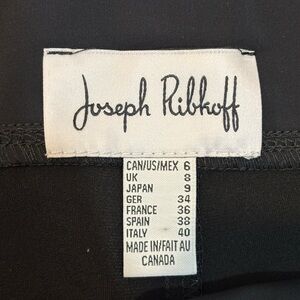 Joseph Ribkoff
CAN/US/MEX 6
UK 8
JAPAN 9
GER 34
FRANCE 36
SPAIN 38
ITALY 40
MADE IN/FAIT AU
CANADA